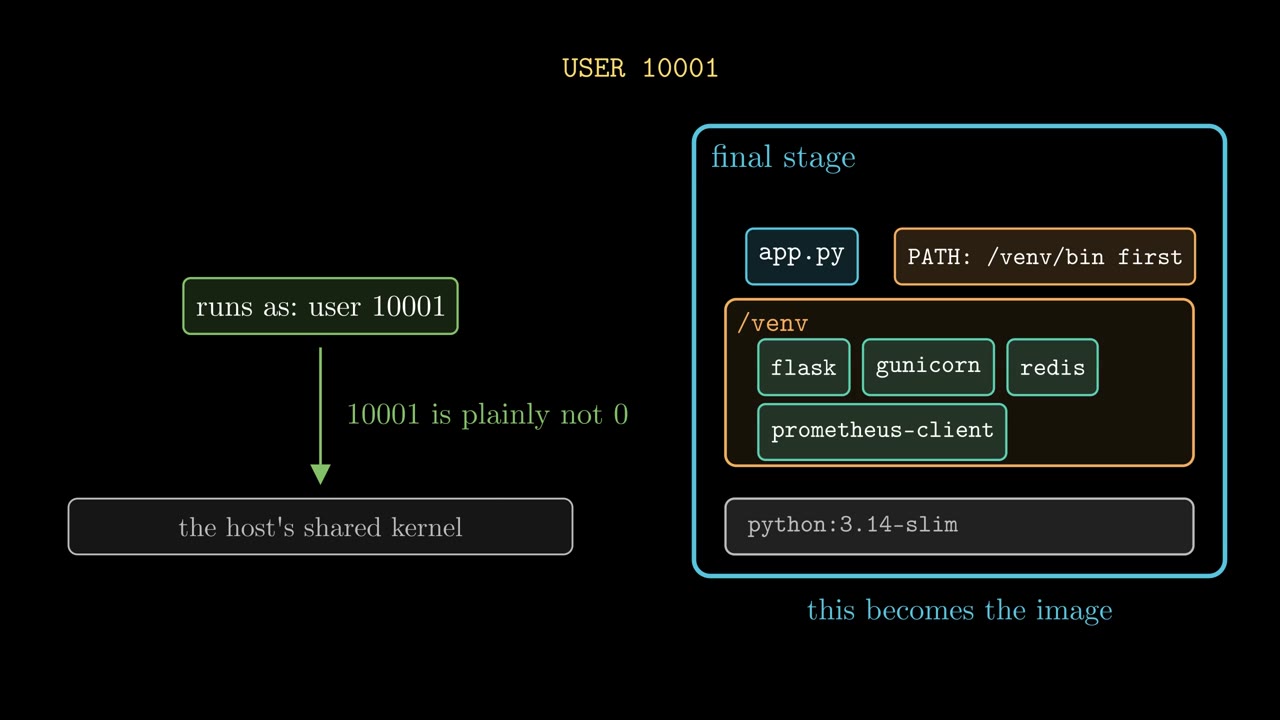 USER 10001
runs as: user 10001
10001 is plainly not 0
the host's shared kernel
final stage
app.py
PATH: /venv/bin first
/venv
flask
gunicorn
redis
prometheus-client
python:3.14-slim
this becomes the image